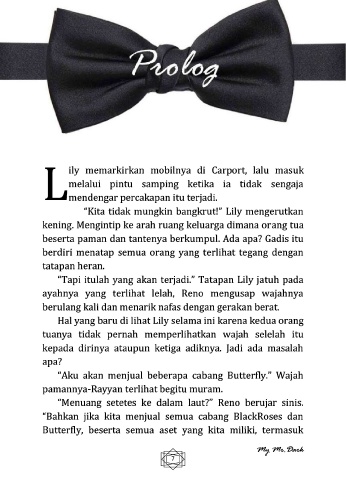 Prolog
Lily memarkirkan mobilnya di Carport, lalu masuk
melalui pintu samping ketika ia tidak sengaja
mendengar percakapan itu terjadi.
“Kita tidak mungkin bangkrut!” Lily mengerutkan
kening. Mengintip ke arah ruang keluarga dimana orang tua
beserta paman dan tantenya berkumpul. Ada apa? Gadis itu
berdiri menatap semua orang yang terlihat tegang dengan
tatapan heran.
“Tapi itulah yang akan terjadi.” Tatapan Lily jatuh pada
ayahnya yang terlihat lelah, Reno mengusap wajahnya
berulang kali dan menarik nafas dengan gerakan berat.
Hal yang baru di lihat Lily selama ini karena kedua orang
tuanya tidak pernah memperlihatkan wajah selelah itu
kepada dirinya ataupun ketiga adiknya. Jadi ada masalah
apa?
“Aku akan menjual beberapa cabang Butterfly.” Wajah
pamannya-Rayyan terlihat begitu muram.
“Menuang setetes ke dalam laut?” Reno berujar sinis.
“Bahkan jika kita menjual semua cabang BlackRoses dan
Butterfly, beserta semua aset yang kita miliki, termasuk
7
My Mr. Dark